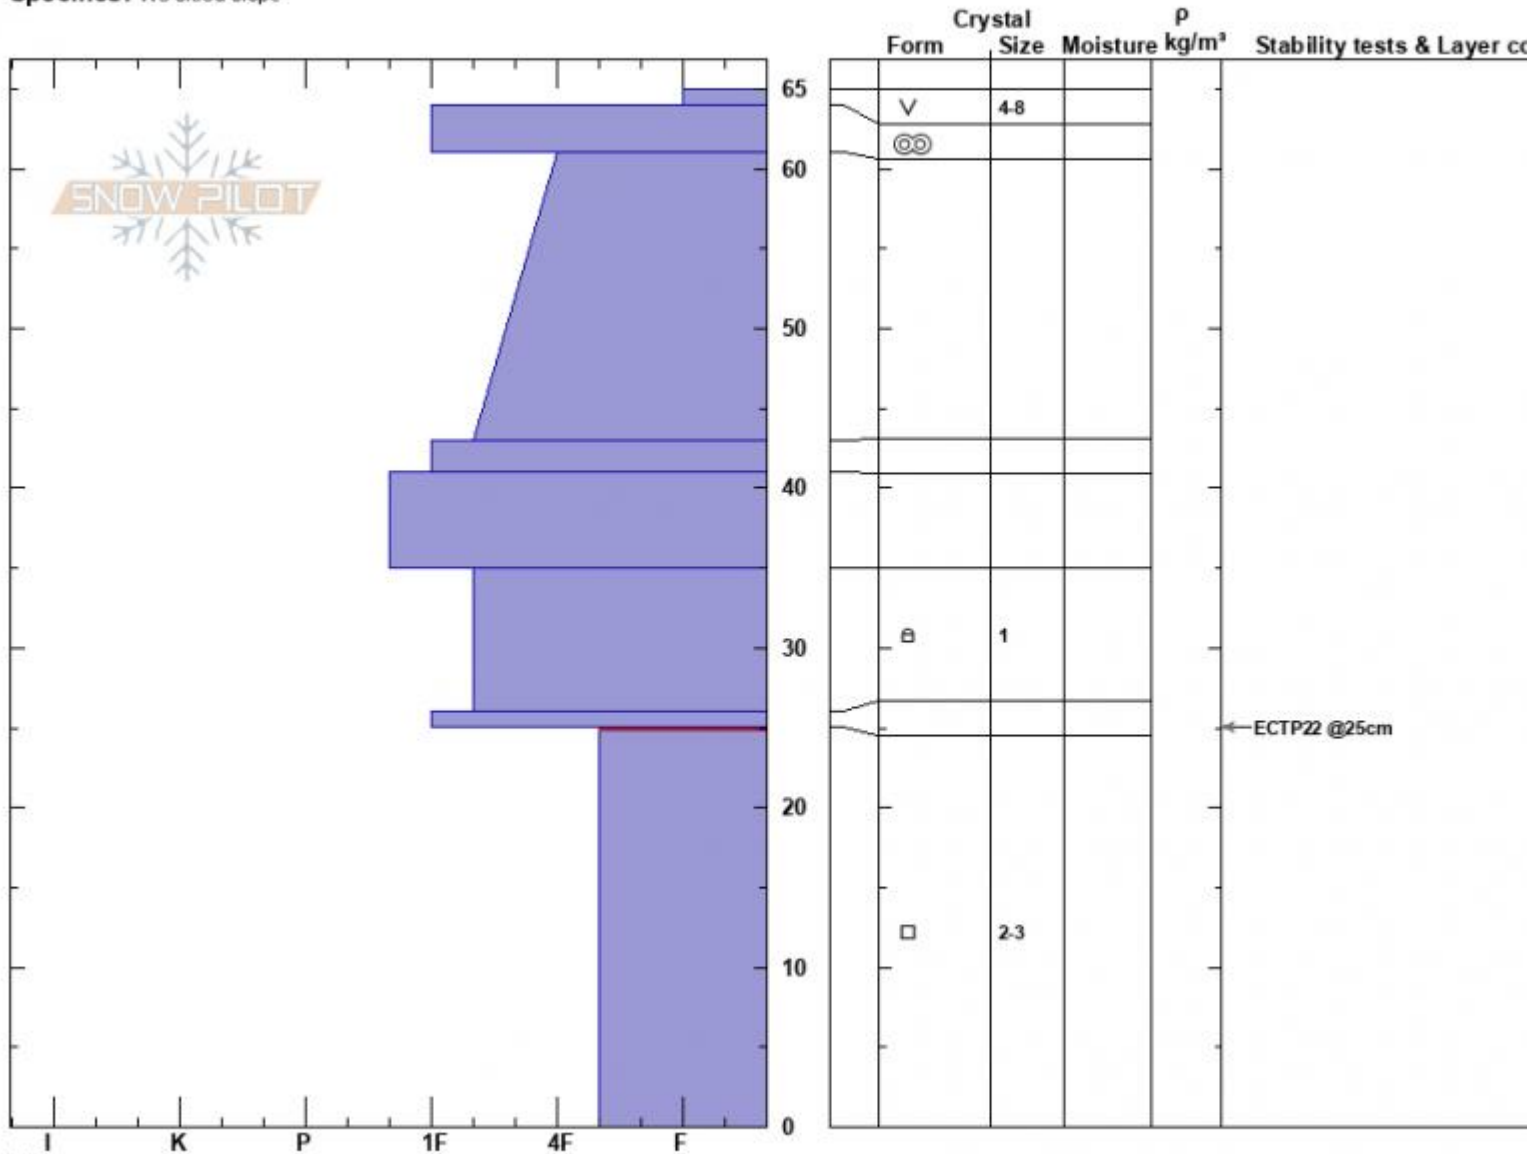 Crystal
ρ
Form Size Moisture kg/m³ Stability tests & Layer co
65
4-8
SNOW PILOT
60
50
40
1
30
ECTP22 @25cm
20
2-3
10
0
I K P 1F 4F F